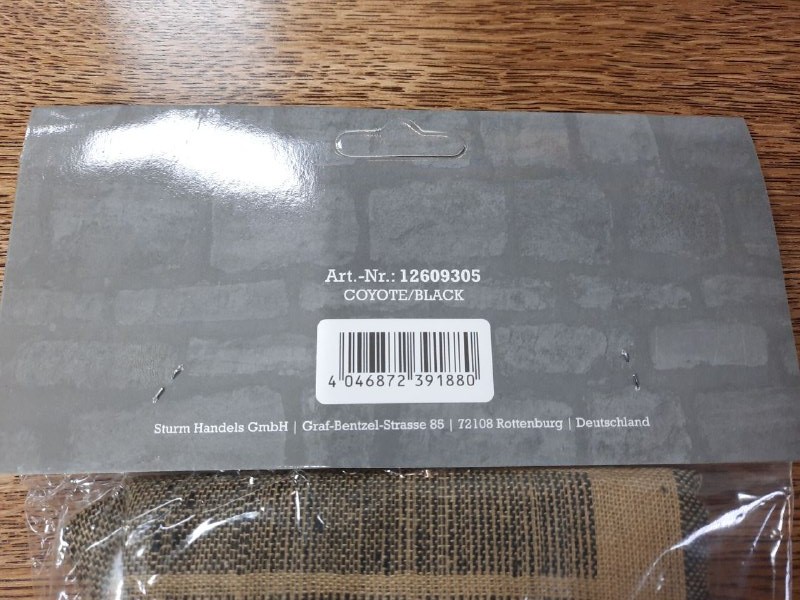 Art.-Nr.: 12609305
COYOTE/BLACK
4 046872 391880
Sturm Handels GmbH | Graf-Bentzel-Strasse 85 | 72108 Rottenburg | Deutschland